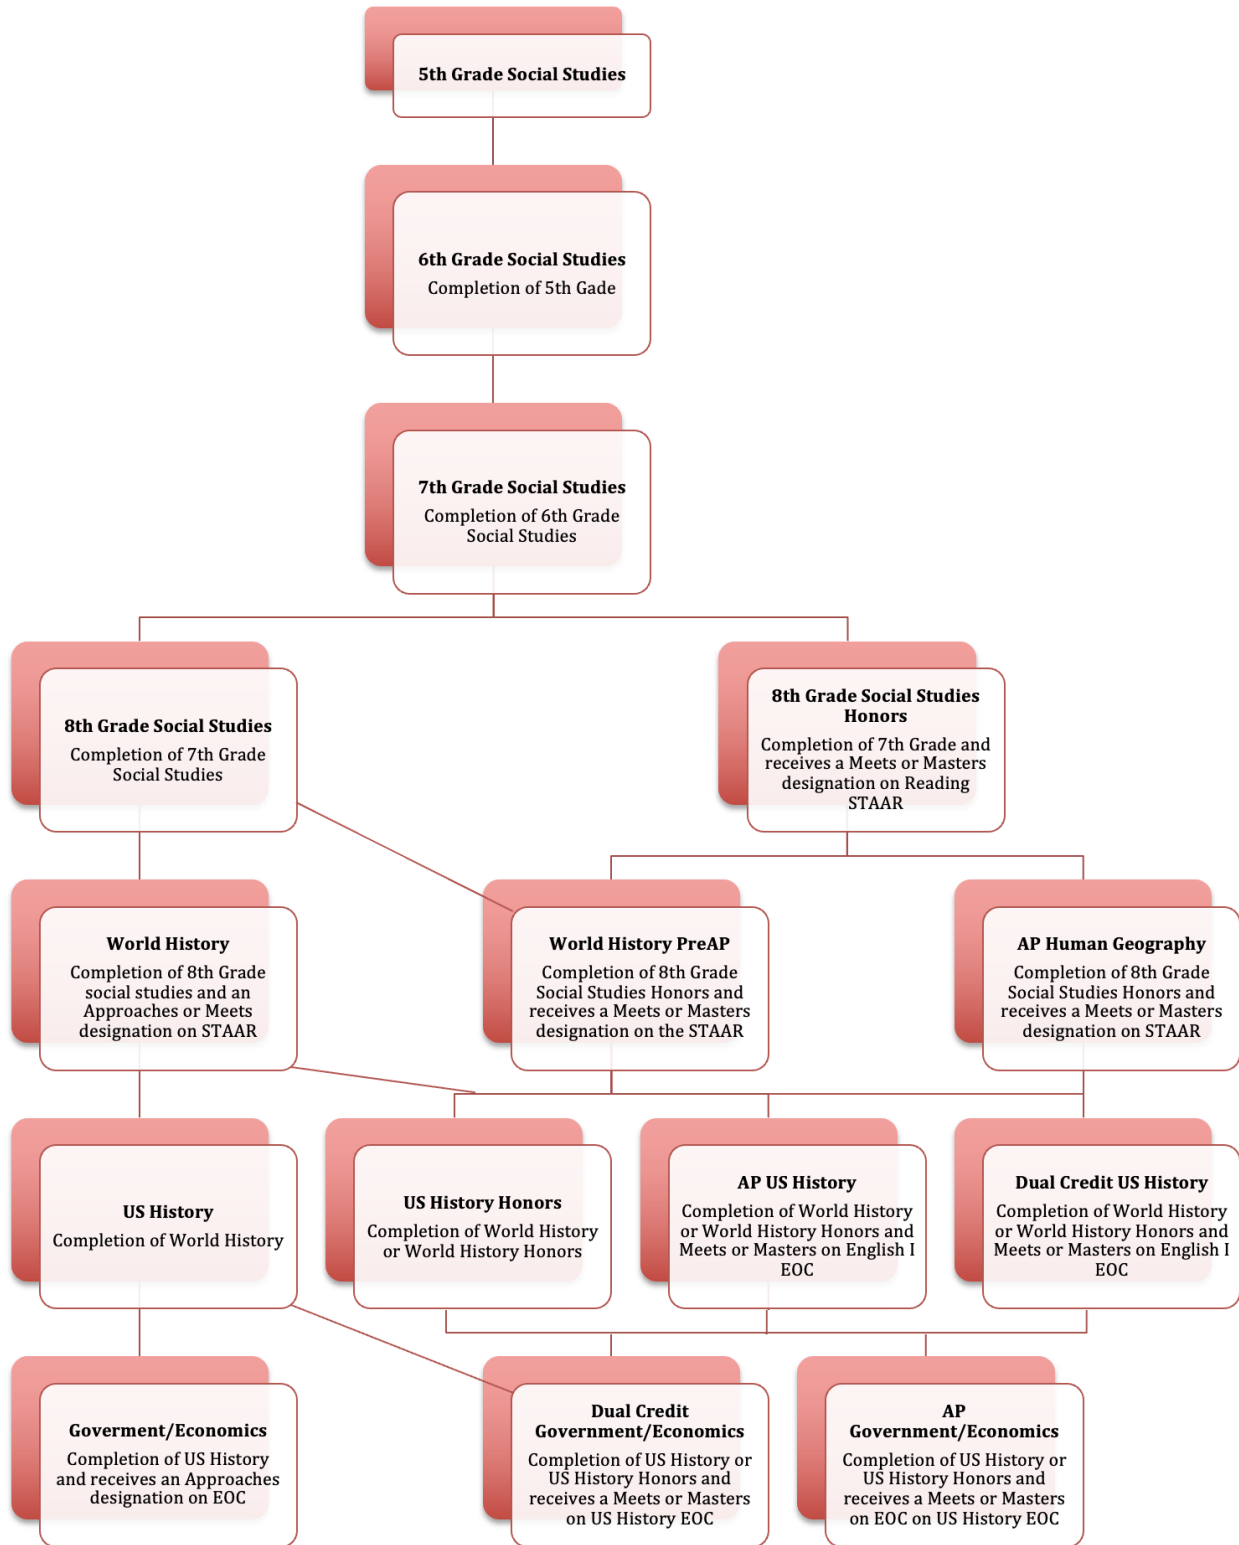 5th Grade Social Studies
6th Grade Social Studies
Completion of 5th Gade
7th Grade Social Studies
Completion of 6th Grade
Social Studies
8th Grade Social Studies
Completion of 7th Grade
Social Studies
8th Grade Social Studies
Honors
Completion of 7th Grade and
receives a Meets or Masters
designation on Reading
STAAR
World History
Completion of 8th Grade
social studies and an
Approaches or Meets
designation on STAAR
World History PreAP
Completion of 8th Grade
Social Studies Honors and
receives a Meets or Masters
designation on the STAAR
AP Human Geography
Completion of 8th Grade
Social Studies Honors and
receives a Meets or Masters
designation on STAAR
US History
Completion of World History
US History Honors
Completion of World History
or World History Honors
AP US History
Completion of World History
or World History Honors and
Meets or Masters on English I
EOC
Dual Credit US History
Completion of World History
or World History Honors and
Meets or Masters on English I
EOC
Goverment/Economics
Completion of US History
and receives an Approaches
designation on EOC
Dual Credit
Government/Economics
Completion of US History or
US History Honors and
receives a Meets or Masters
on US History EOC
AP
Government/Economics
Completion of US History or
US History Honors and
receives a Meets or Masters
on EOC on US History EOC